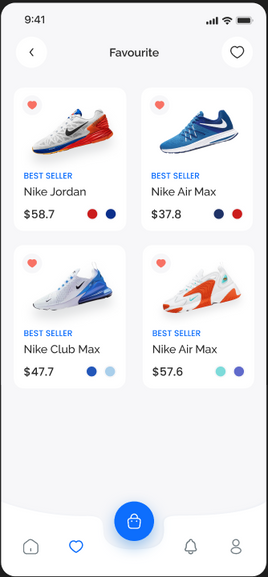 9:41
Favourite
BEST SELLER
Nike Jordan
$58.7
BEST SELLER
Nike Air Max
$37.8
BEST SELLER
Nike Club Max
$47.7
BEST SELLER
Nike Air Max
$57.6